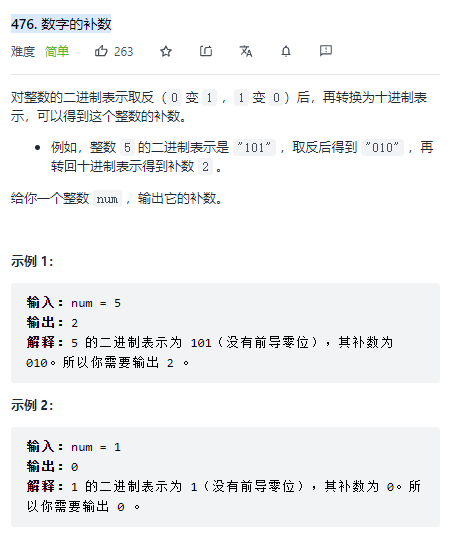 476. 数字的补数
难度 简单 263
对整数的二进制表示取反（0 变 1 ，1 变 0）后，再转换为十进制表
示，可以得到这个整数的补数。
• 例如，整数 5 的二进制表示是 "101" ，取反后得到 "010" ，再
转回十进制表示得到补数 2 。
给你一个整数 num ，输出它的补数。
示例 1：
输入：num = 5
输出：2
解释：5 的二进制表示为 101（没有前导零位），其补数为
010。所以你需要输出 2 。
示例 2：
输入：num = 1
输出：0
解释：1 的二进制表示为 1（没有前导零位），其补数为 0。所
以你需要输出 0 。